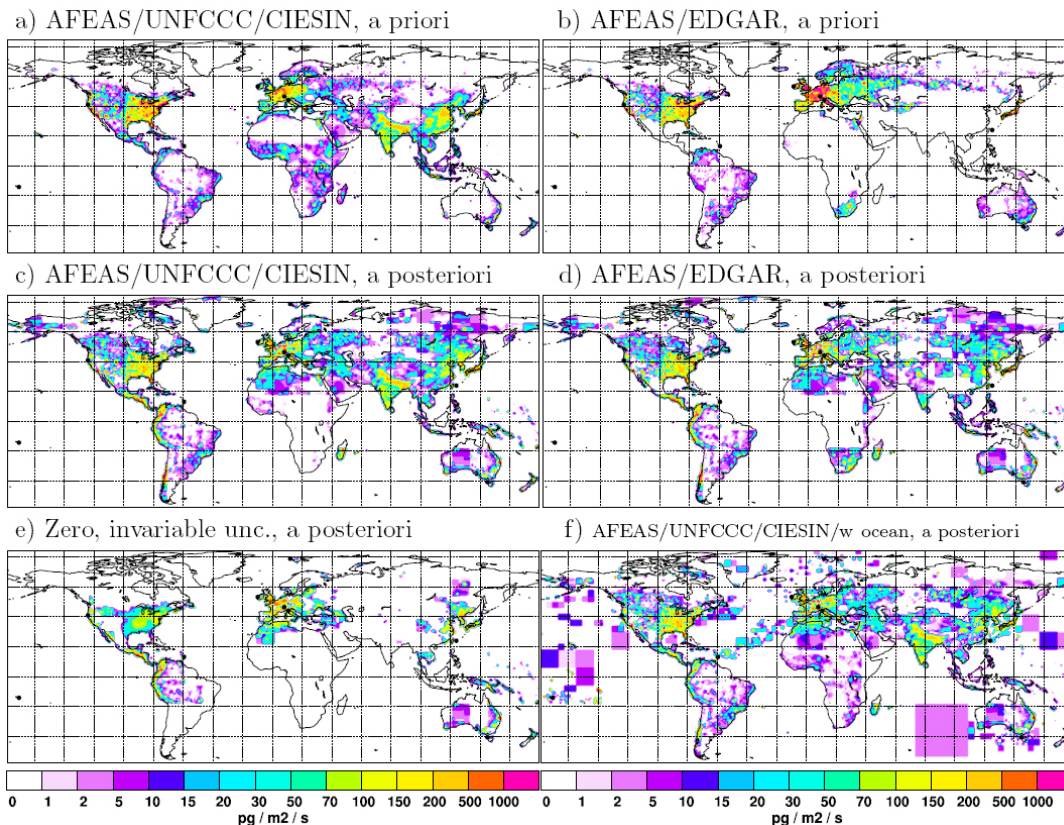 a) AFEAS/UNFCCC/CIESIN, a priori
b) AFEAS/EDGAR, a priori
c) AFEAS/UNFCCC/CIESIN, a posteriori
d) AFEAS/EDGAR, a posteriori
e) Zero, invariable unc., a posteriori
f) AFEAS/UNFCCC/CIESIN/w ocean, a posteriori
0 1 2 5 10 15 20 30 50 70 100 150 200 500 1000
pg / m2 / s
0 1 2 5 10 15 20 30 50 70 100 150 200 500 1000
pg / m2 / s